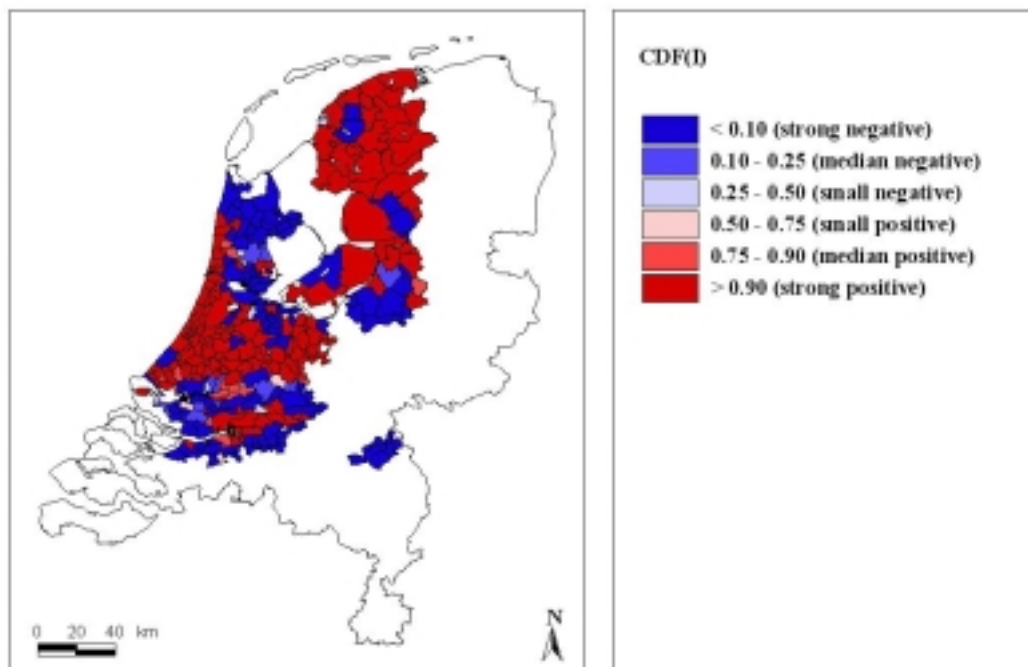 CDF(I)
< 0.10 (strong negative)
0.10 - 0.25 (median negative)
0.25 - 0.50 (small negative)
0.50 - 0.75 (small positive)
0.75 - 0.90 (median positive)
> 0.90 (strong positive)
N
0 20 40 km